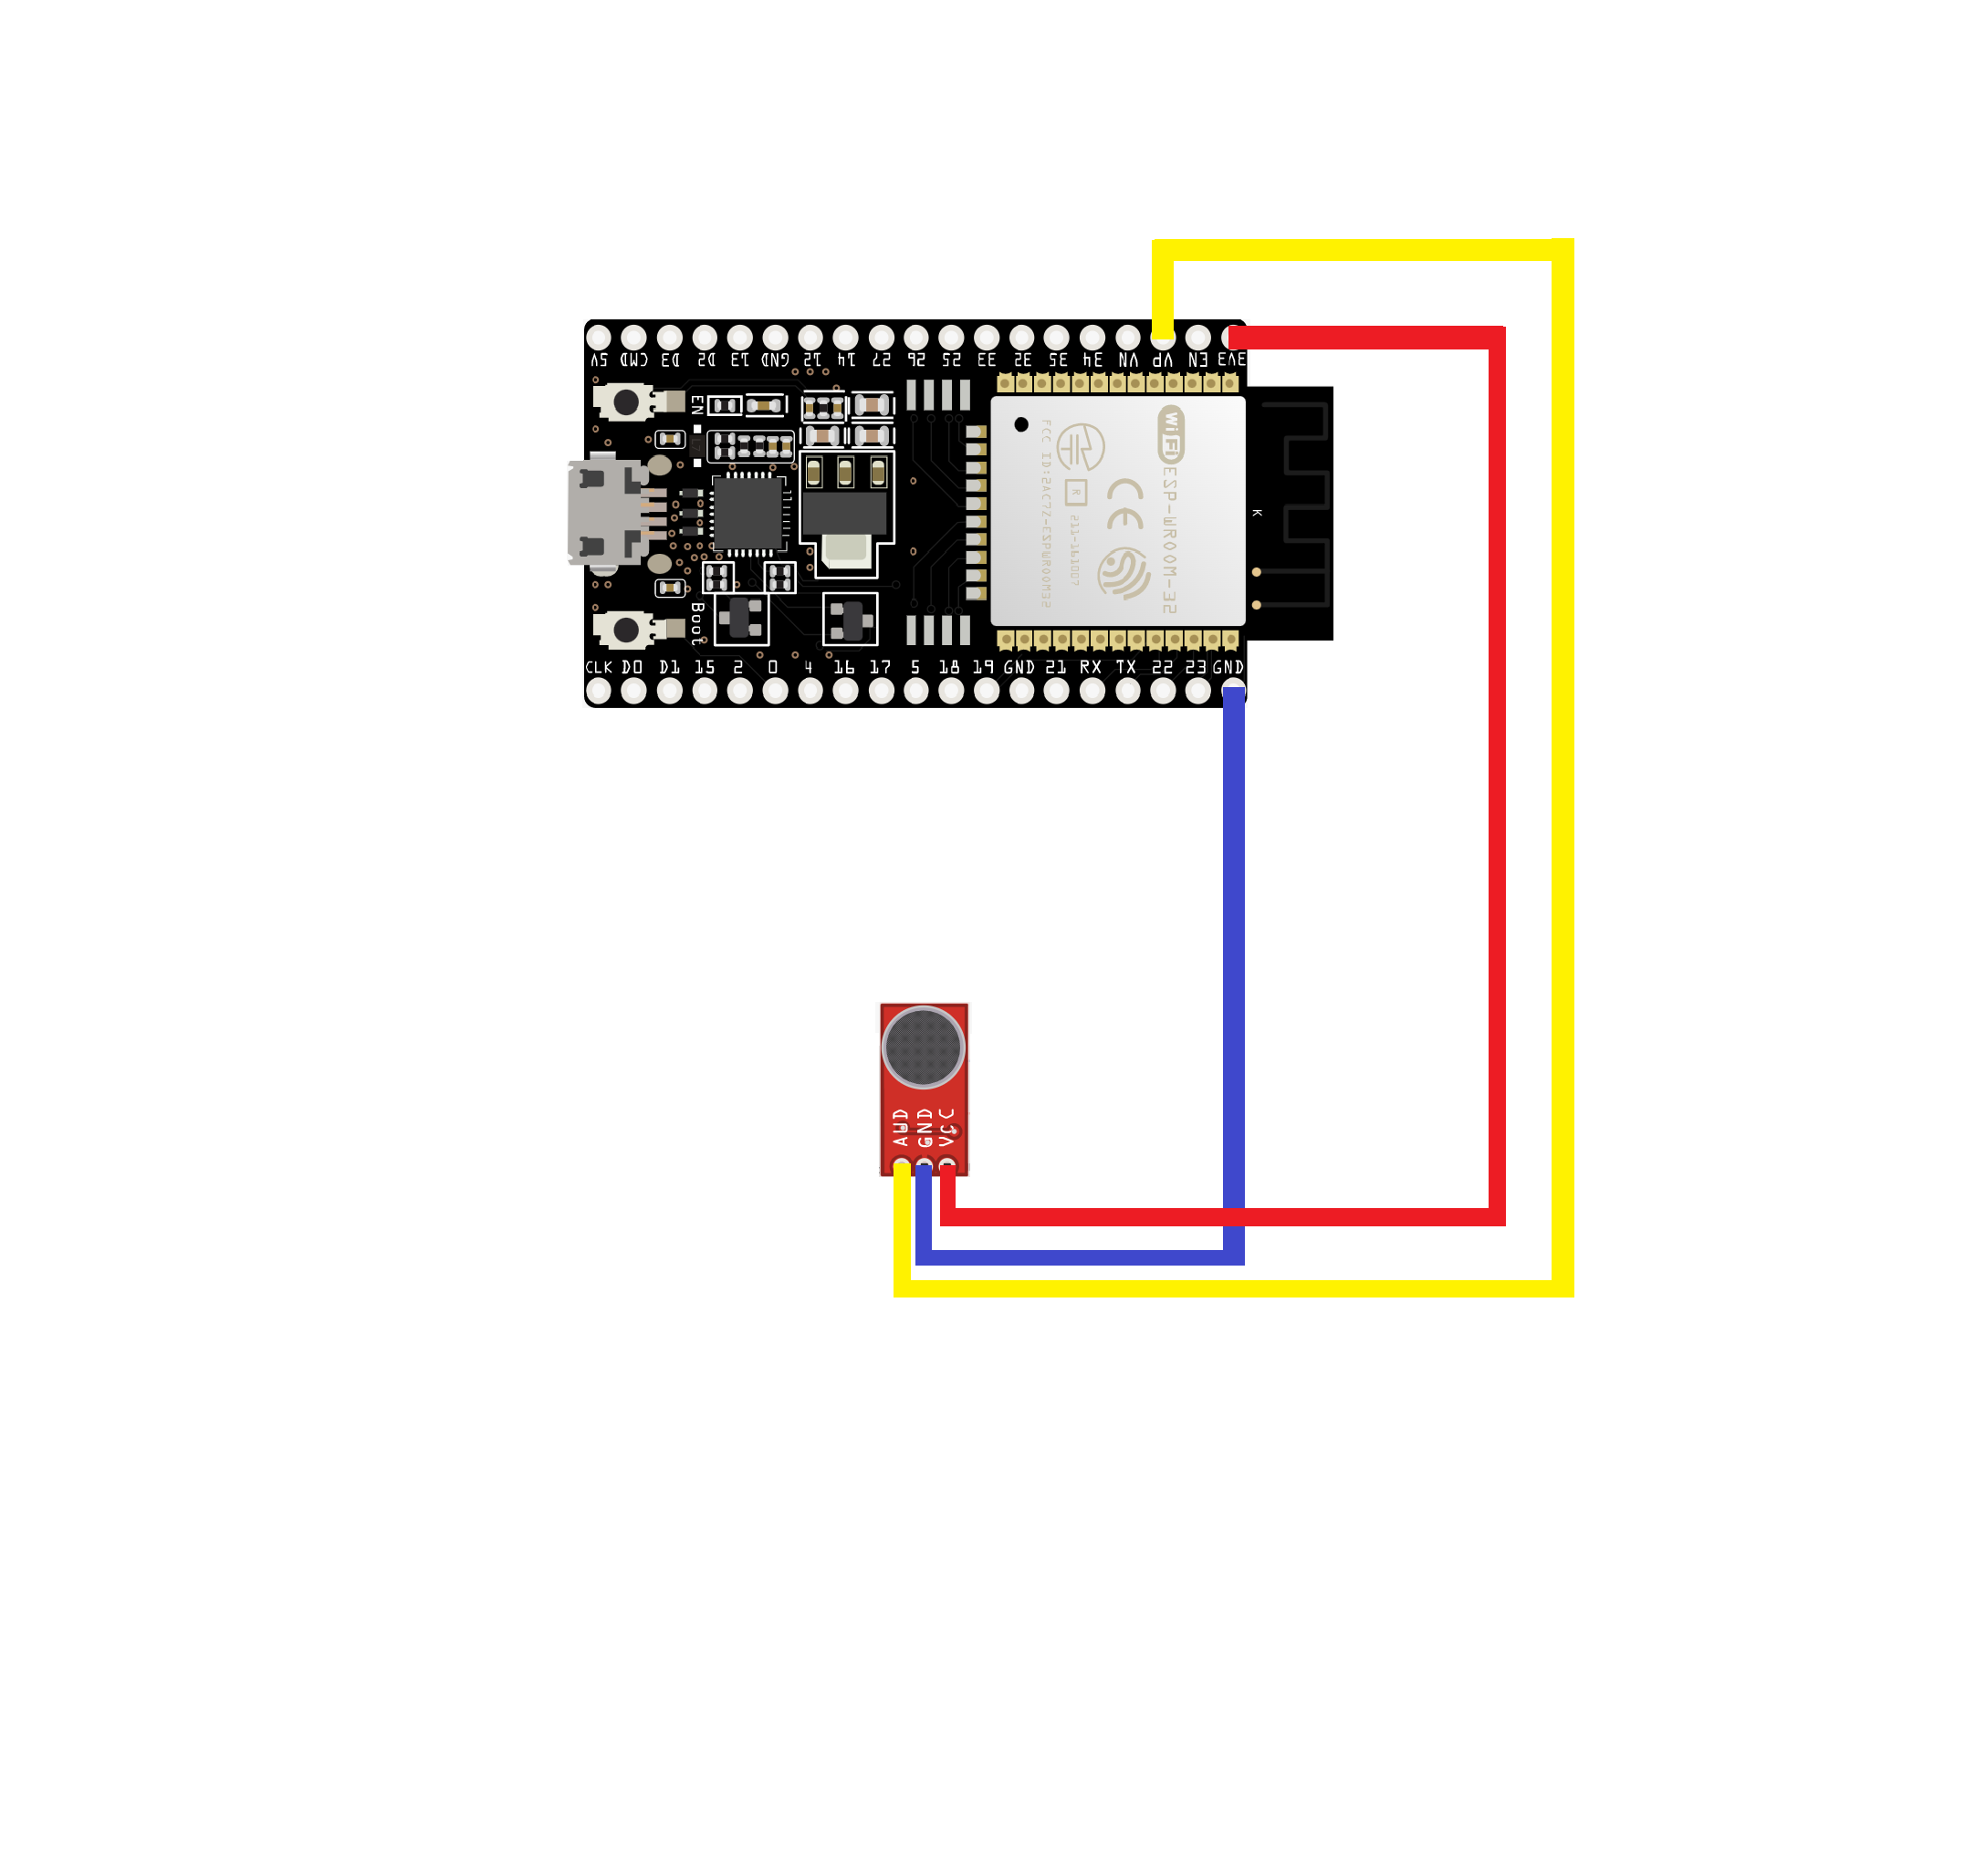 5V CMD D3 D2 13 GND 12 14 27 26 25 33 32 35 34 VN VP EN 3V3
EN
WiFi
ESP-WROOM-32
CE
R
211-161007
FCC ID:2AC7Z-ESPWROOM32
K
Boot
CLK D0 D1 15 2 0 4 16 17 5 18 19 GND 21 RX TX 22 23 GND
AUD
GND
VCC